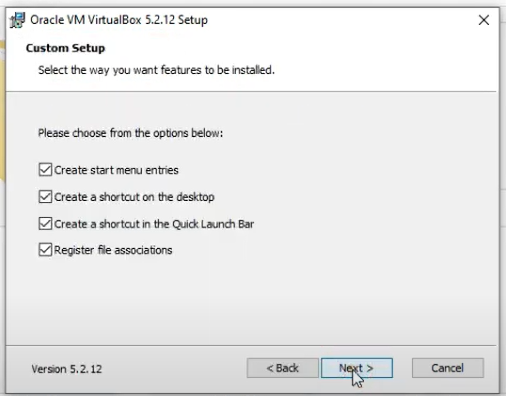 Oracle VM VirtualBox 5.2.12 Setup
Custom Setup
Select the way you want features to be installed.
Please choose from the options below:
Create start menu entries
Create a shortcut on the desktop
Create a shortcut in the Quick Launch Bar
Register file associations
Version 5.2.12
< Back
Next >
Cancel